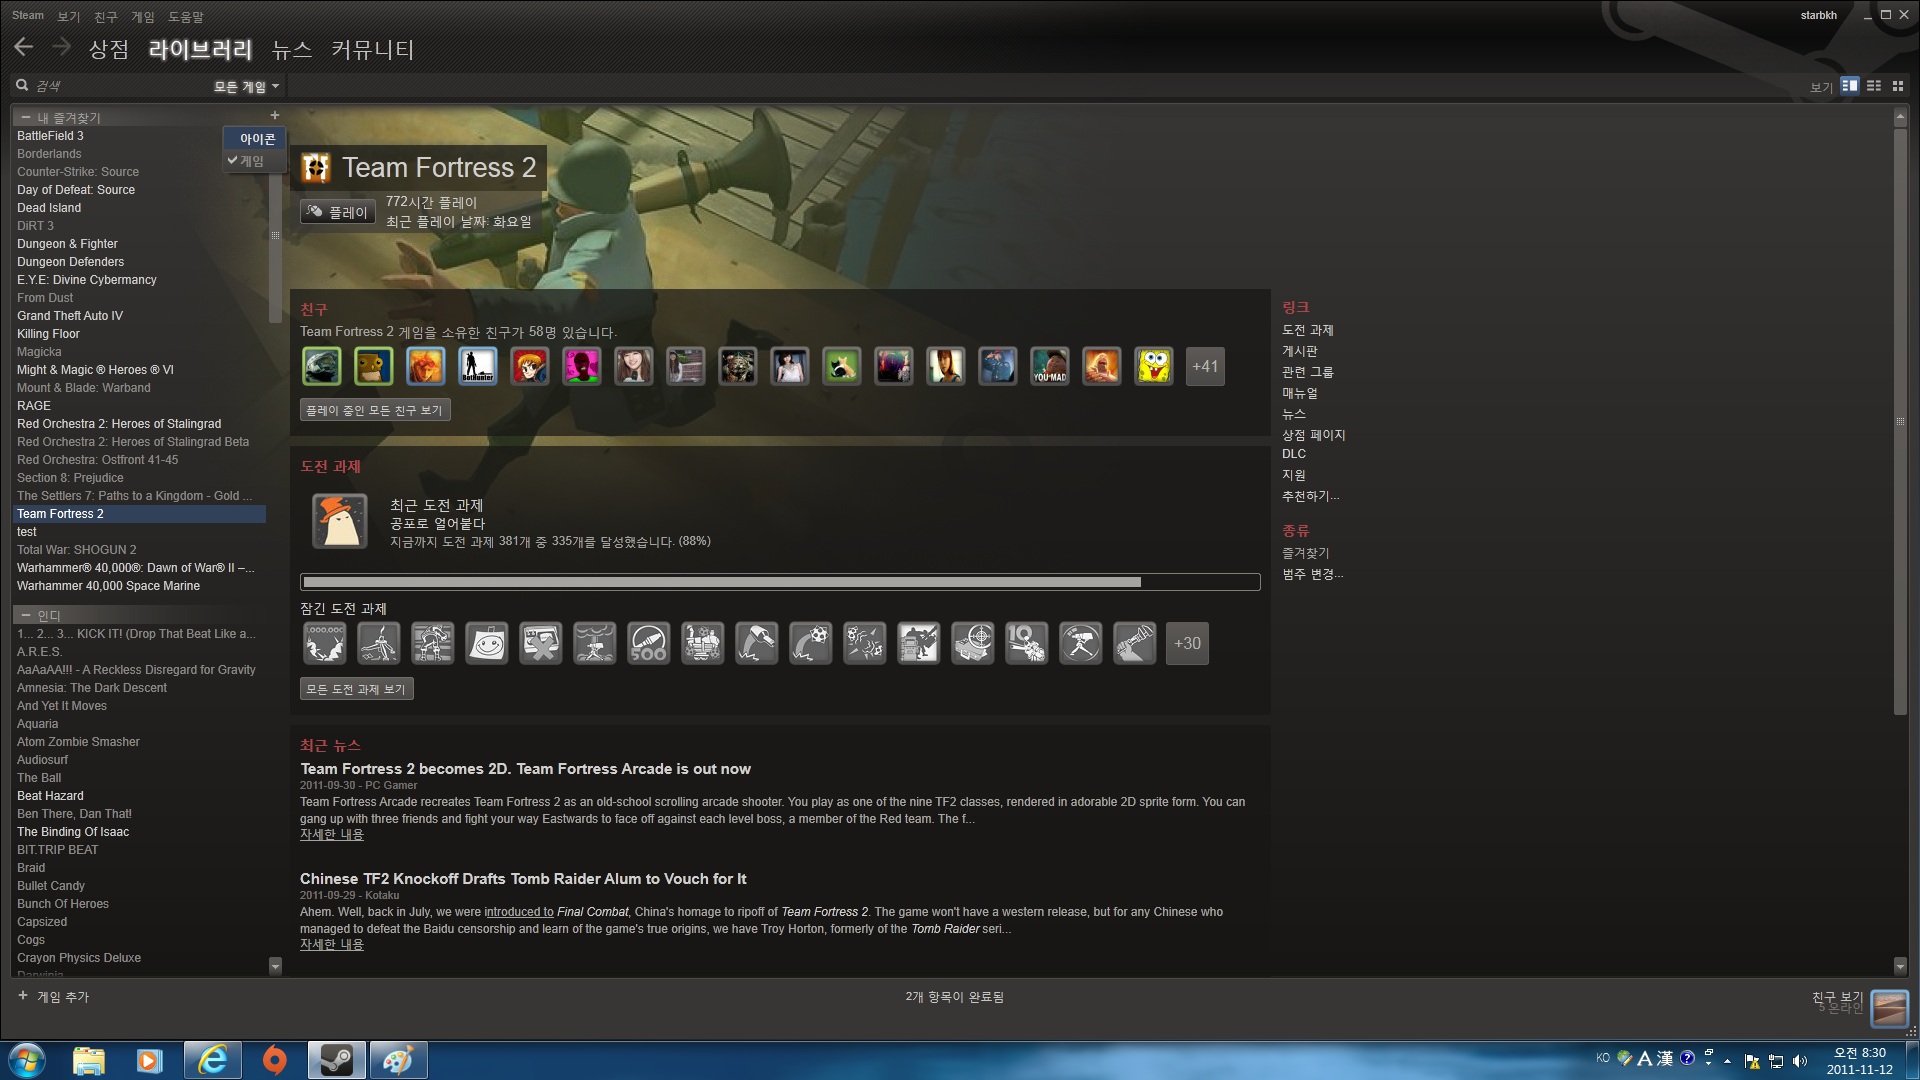 Steam 보기 친구 게임 도움말
starbkh
상점 라이브러리 뉴스 커뮤니티
검색 모든 게임
보기
내 즐겨찾기
아이콘
게임
BattleField 3
Borderlands
Counter-Strike: Source
Day of Defeat: Source
Dead Island
DiRT 3
Dungeon & Fighter
Dungeon Defenders
E.Y.E: Divine Cybermancy
From Dust
Grand Theft Auto IV
Killing Floor
Magicka
Might & Magic ® Heroes ® VI
Mount & Blade: Warband
RAGE
Red Orchestra 2: Heroes of Stalingrad
Red Orchestra 2: Heroes of Stalingrad Beta
Red Orchestra: Ostfront 41-45
Section 8: Prejudice
The Settlers 7: Paths to a Kingdom - Gold ...
Team Fortress 2
test
Total War: SHOGUN 2
Warhammer® 40,000®: Dawn of War® II –...
Warhammer 40,000 Space Marine
인디
1... 2... 3... KICK IT! (Drop That Beat Like a...
A.R.E.S.
AaAaAA!!! - A Reckless Disregard for Gravity
Amnesia: The Dark Descent
And Yet It Moves
Aquaria
Atom Zombie Smasher
Audiosurf
The Ball
Beat Hazard
Ben There, Dan That!
The Binding Of Isaac
BIT.TRIP BEAT
Braid
Bullet Candy
Bunch Of Heroes
Capsized
Cogs
Crayon Physics Deluxe
Darwinia
Team Fortress 2
플레이
772시간 플레이
최근 플레이 날짜: 화요일
친구
Team Fortress 2 게임을 소유한 친구가 58명 있습니다.
BotHunter
YOU MAD
+41
플레이 중인 모든 친구 보기
도전 과제
최근 도전 과제
공포로 얼어붙다
지금까지 도전 과제 381개 중 335개를 달성했습니다. (88%)
잠긴 도전 과제
1,000,000
500
10
+30
모든 도전 과제 보기
최근 뉴스
Team Fortress 2 becomes 2D. Team Fortress Arcade is out now
2011-09-30 - PC Gamer
Team Fortress Arcade recreates Team Fortress 2 as an old-school scrolling arcade shooter. You play as one of the nine TF2 classes, rendered in adorable 2D sprite form. You can
gang up with three friends and fight your way Eastwards to face off against each level boss, a member of the Red team. The f...
자세한 내용
Chinese TF2 Knockoff Drafts Tomb Raider Alum to Vouch for It
2011-09-29 - Kotaku
Ahem. Well, back in July, we were introduced to Final Combat, China's homage to ripoff of Team Fortress 2. The game won't have a western release, but for any Chinese who
managed to defeat the Baidu censorship and learn of the game's true origins, we have Troy Horton, formerly of the Tomb Raider seri...
자세한 내용
링크
도전 과제
게시판
관련 그룹
매뉴얼
뉴스
상점 페이지
DLC
지원
추천하기...
종류
즐겨찾기
범주 변경...
게임 추가
2개 항목이 완료됨
친구 보기
5 온라인
KO A 漢
오전 8:30
2011-11-12